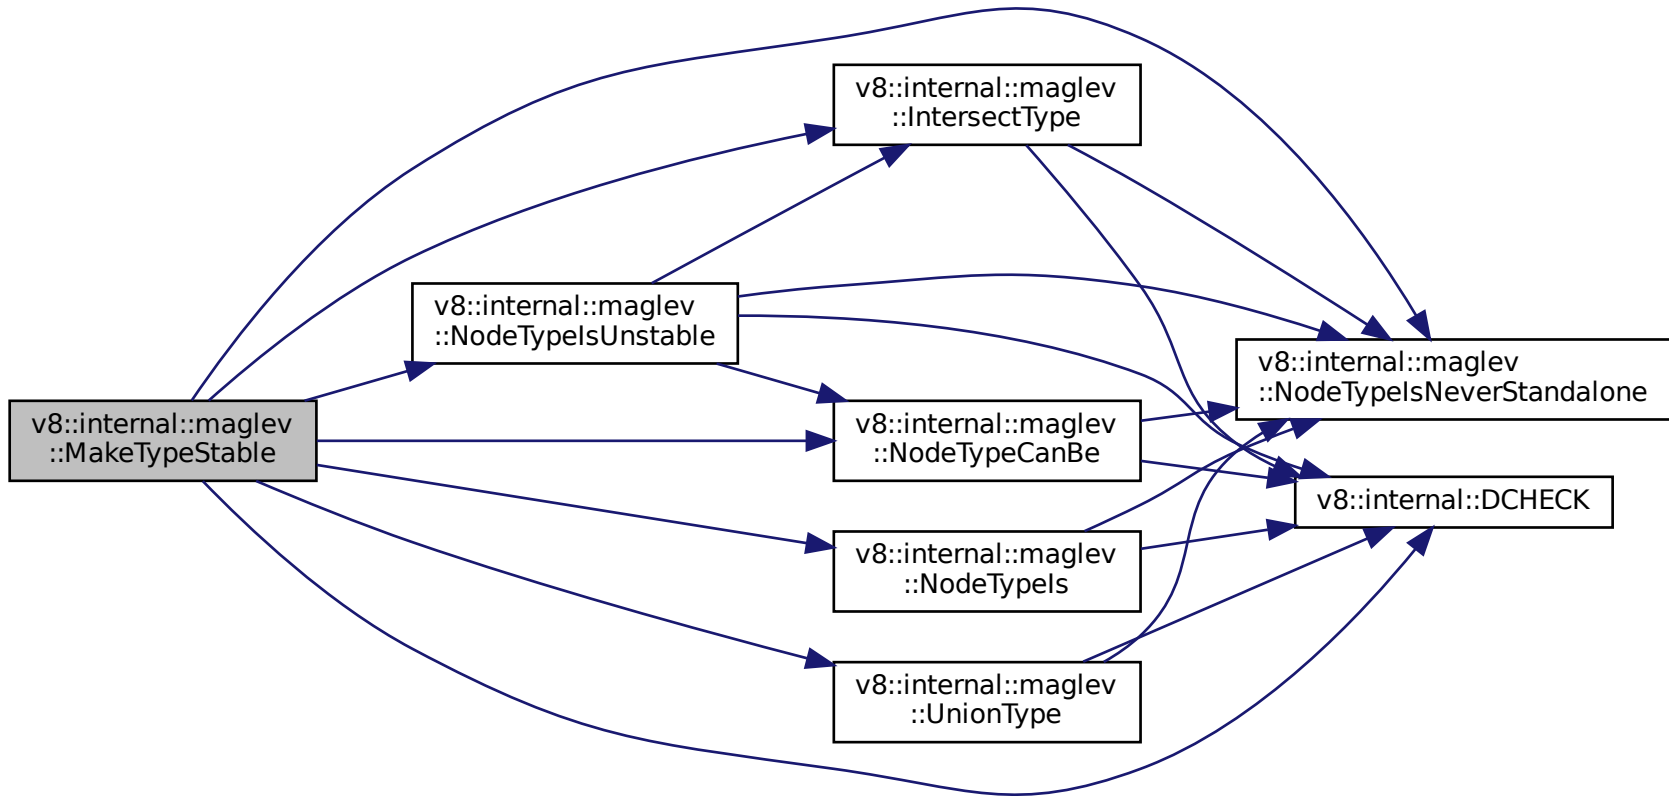 v8::internal::maglev
::MakeTypeStable
v8::internal::maglev
::NodeTypeIsUnstable
v8::internal::maglev
::IntersectType
v8::internal::maglev
::NodeTypeCanBe
v8::internal::maglev
::NodeTypeIs
v8::internal::maglev
::UnionType
v8::internal::maglev
::NodeTypeIsNeverStandalone
v8::internal::DCHECK